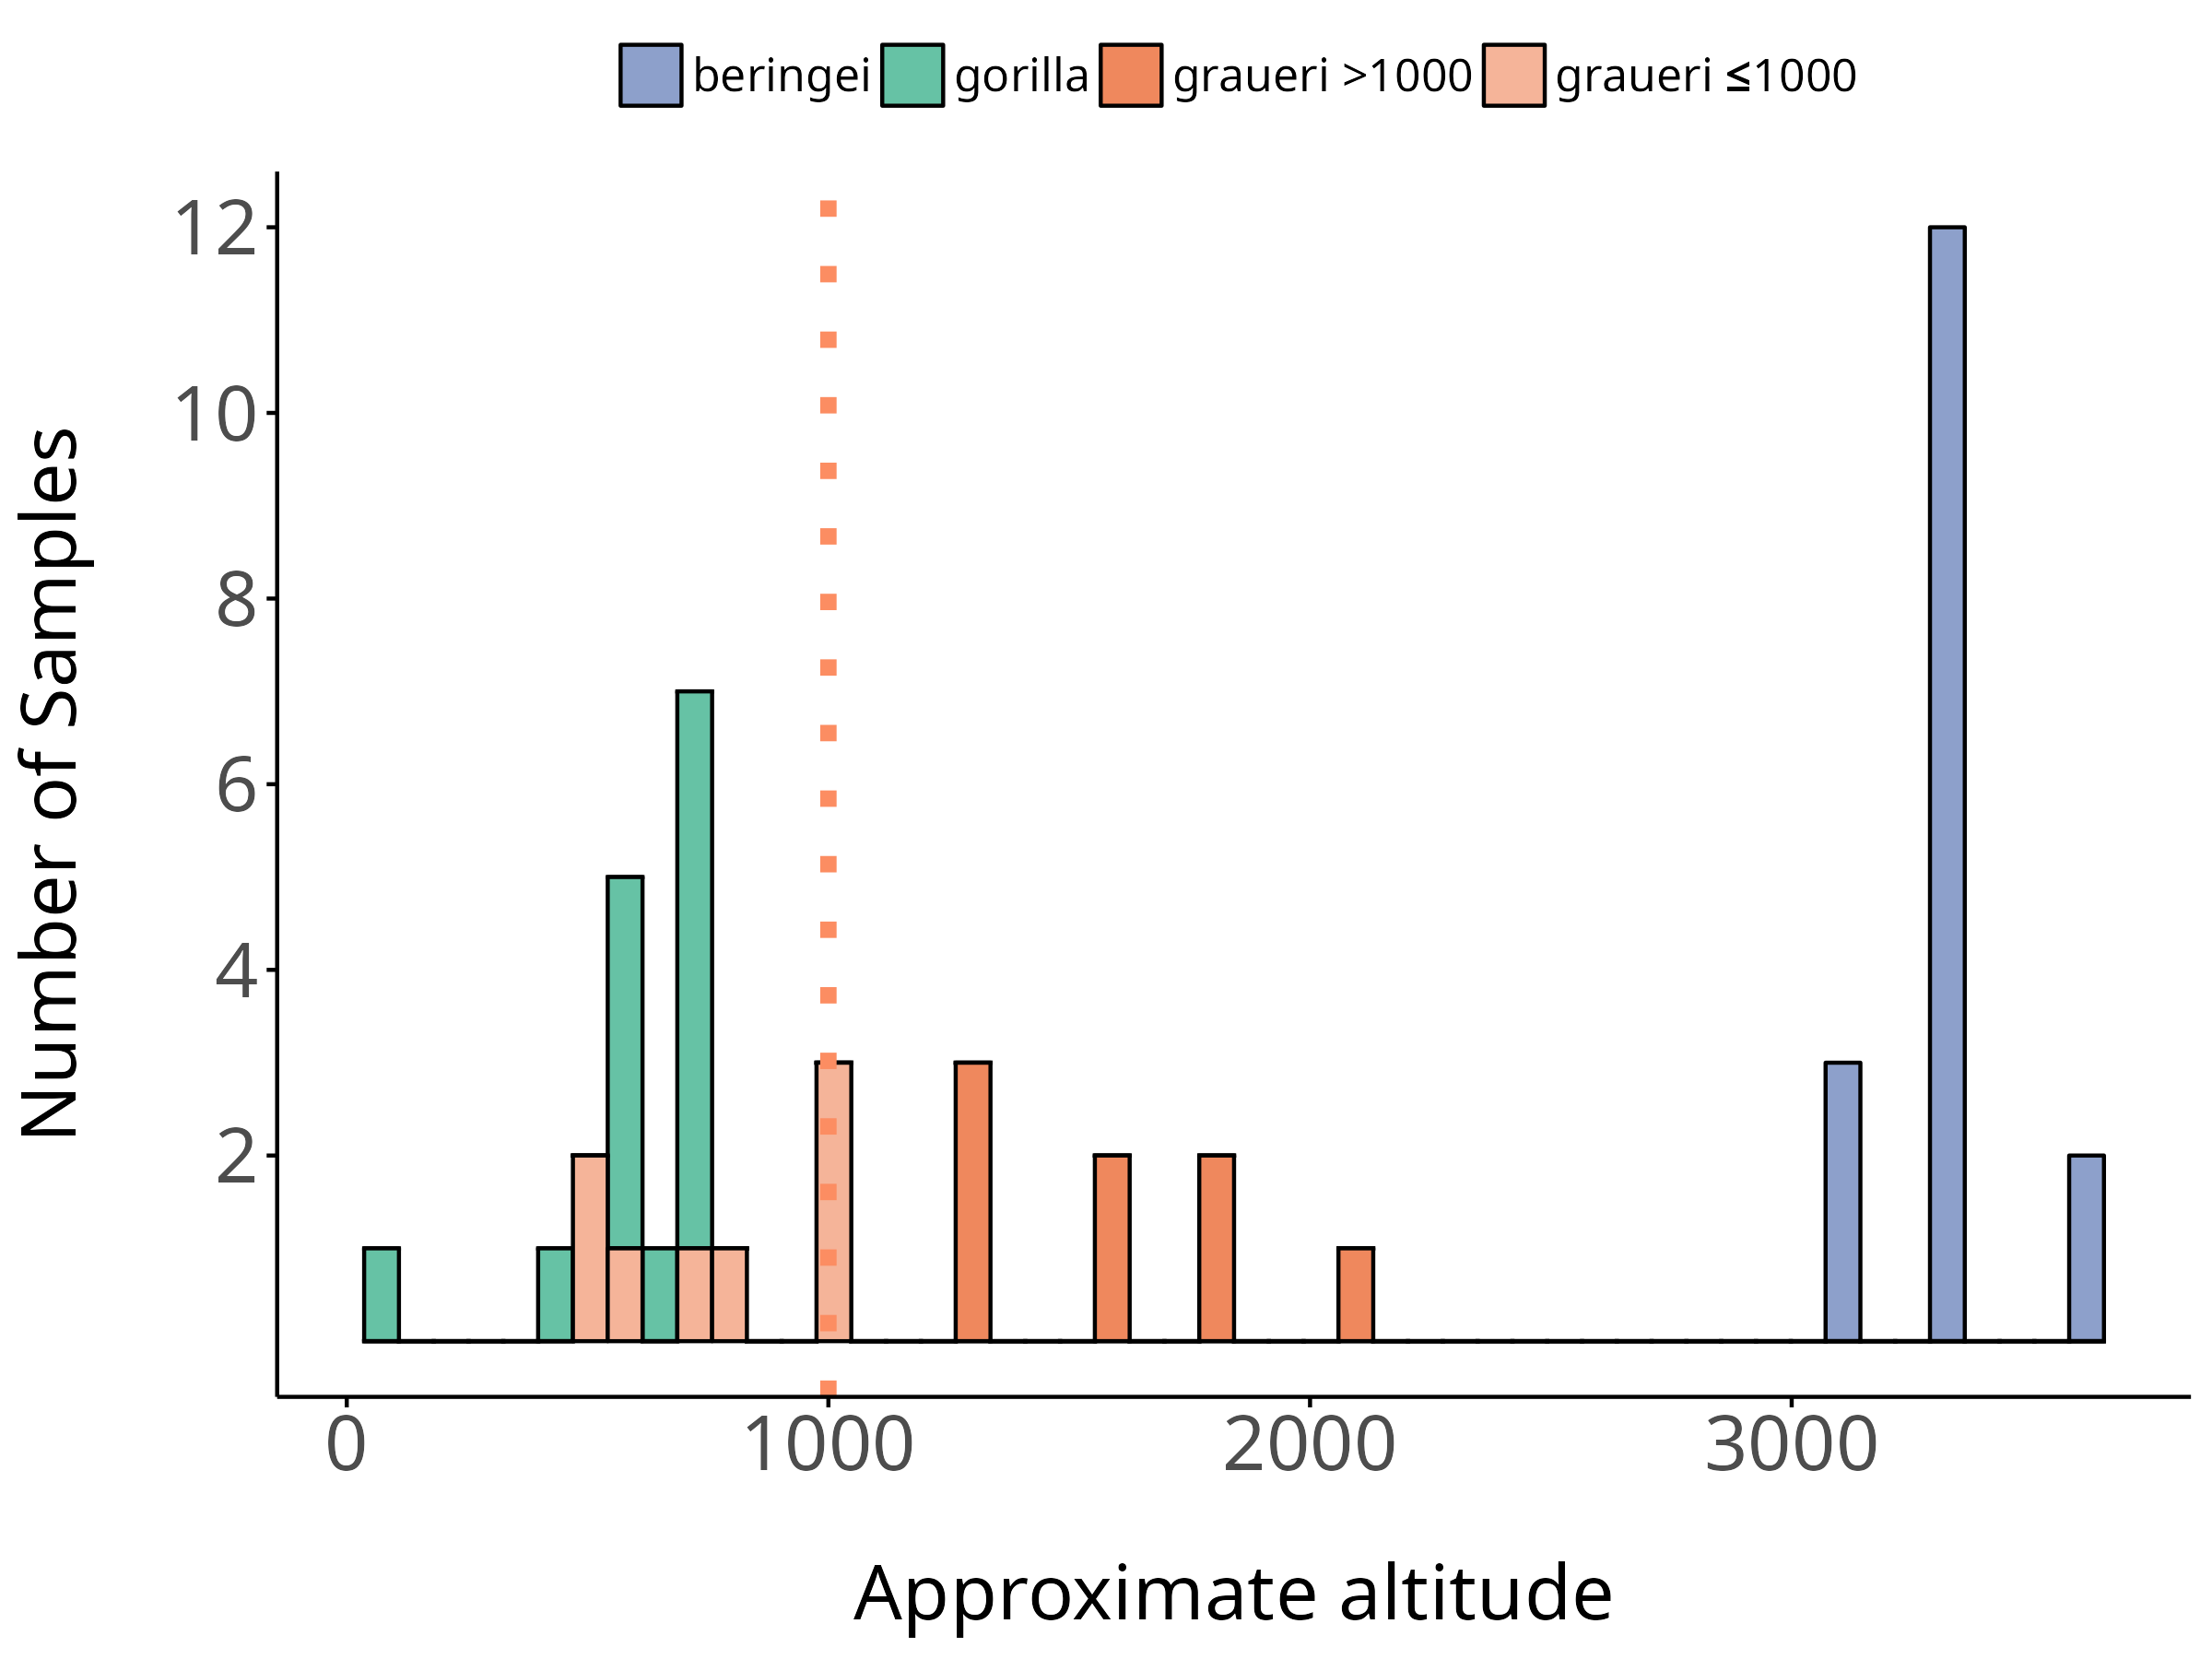 beringei gorilla graueri >1000 graueri ≤1000
12
10
8
6
4
2
Number of Samples
0 1000 2000 3000
Approximate altitude